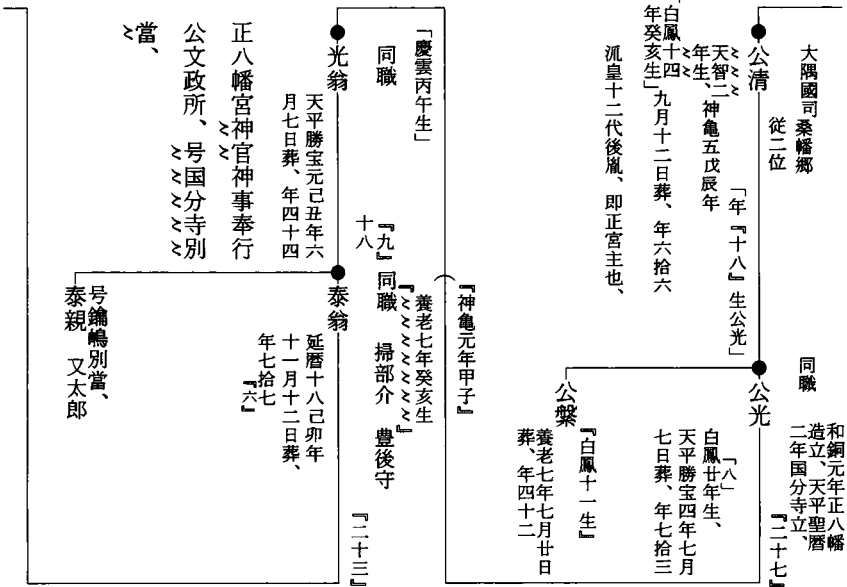 大隅國司 桑幡郷
従二位
公清
天智二
年生、神亀五戊辰年
白鳳十四
年癸亥生」九月十二日葬、年六拾六
流皇十二代後胤、即正宮主也、
「年『十八』生公光」
同職
和銅元年正八幡
造立、天平聖暦
二年国分寺立、
『二十七』
公光
「八」
白鳳廿年生、
天平勝宝四年七月
七日葬、年七拾三
公繫
『白鳳十一生』
養老七年七月廿日
葬、年四十二
「慶雲丙午生」
同職
光翁
天平勝宝元己丑年六
月七日葬、年四十四
正八幡宮神官神事奉行
公文政所、号国分寺別
當、
『神亀元年甲子』
『養老七年癸亥生』
『九』同職 掃部介 豊後守
十八
『二十三』
泰翁
延暦十八己卯年
十一月十二日葬、
年七拾七
『六』
号鑰嶋別當、
泰親 又太郎